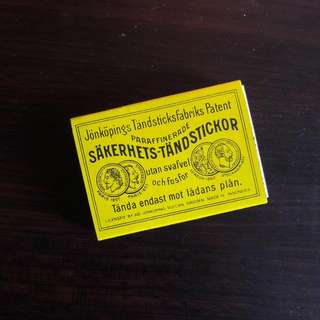 Jönköpings Tändsticksfabriks Patent
PARAFFINERADE
SÄKERHETS-TÄNDSTICKOR
utan svafvel
och fosfor
Tända endast mot lådans plån.